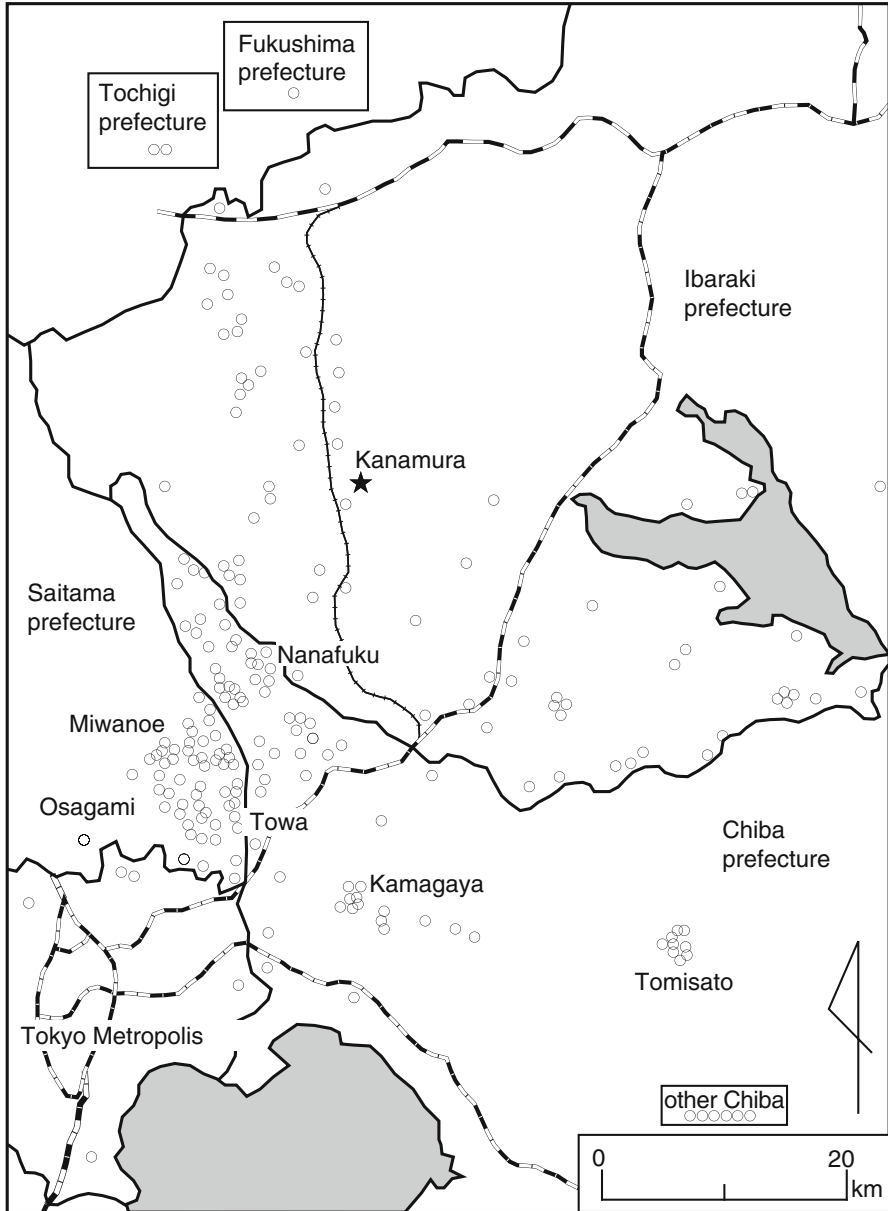 Fukushima
prefecture
Tochigi
prefecture
Ibaraki
prefecture
Kanamura
Saitama
prefecture
Nanafuku
Miwanoe
Osagami
Towa
Chiba
prefecture
Kamagaya
Tomisato
Tokyo Metropolis
other Chiba
0 20
km